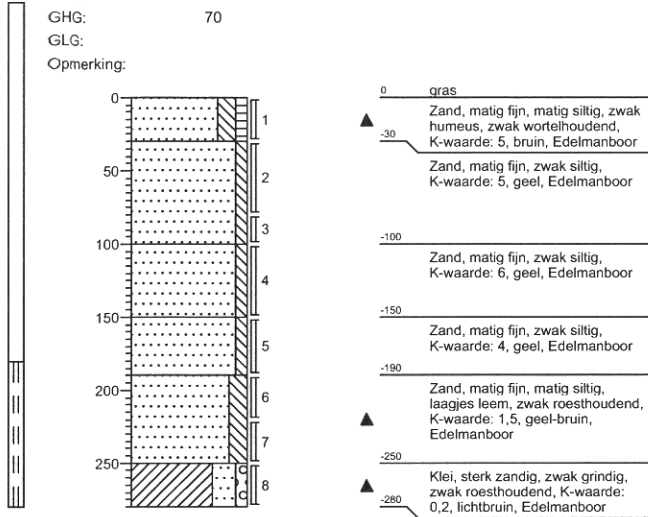 GHG: 70
GLG:
Opmerking:
0
50
100
150
200
250
1
2
3
4
5
6
7
8
0 gras
Zand, matig fijn, matig siltig, zwak
humeus, zwak wortelhoudend,
K-waarde: 5, bruin, Edelmanboor
-30
Zand, matig fijn, zwak siltig,
K-waarde: 5, geel, Edelmanboor
-100
Zand, matig fijn, zwak siltig,
K-waarde: 6, geel, Edelmanboor
-150
Zand, matig fijn, zwak siltig,
K-waarde: 4, geel, Edelmanboor
-190
Zand, matig fijn, matig siltig,
laagjes leem, zwak roesthoudend,
K-waarde: 1,5, geel-bruin,
Edelmanboor
-250
Klei, sterk zandig, zwak grindig,
zwak roesthoudend, K-waarde:
0,2, lichtbruin, Edelmanboor
-280